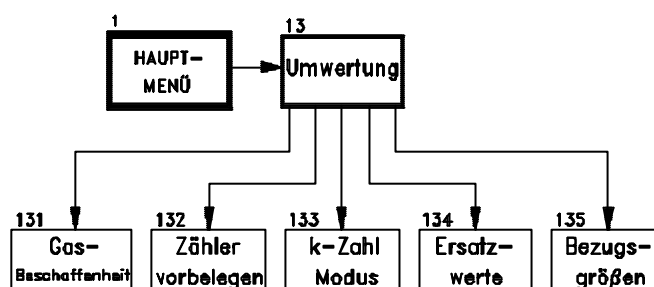 1
HAUPT-
MENÜ
13
Umwertung
131
Gas-
Beschaffenheit
132
Zähler
vorbelegen
133
k-Zahl
Modus
134
Ersatz-
werte
135
Bezugs-
größen